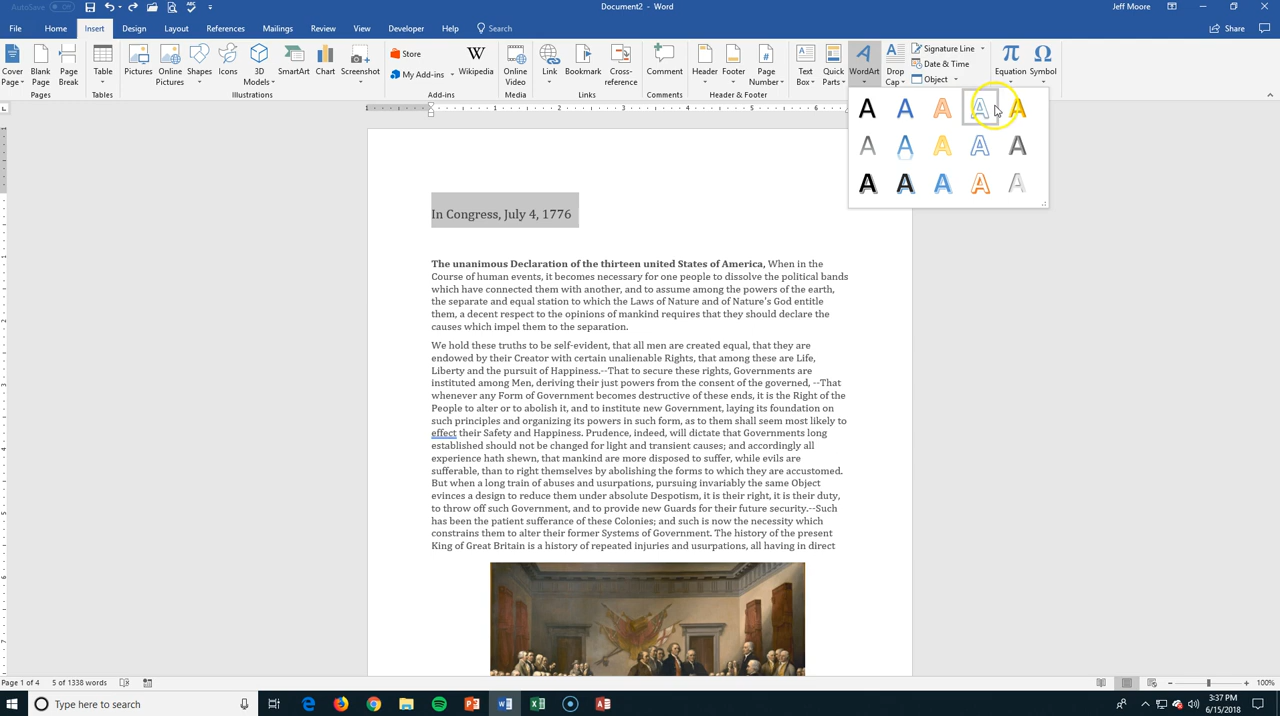 AutoSave Off
Document2 - Word
Jeff Moore
File Home Insert Design Layout References Mailings Review View Developer Help Search Share
Cover Page Blank Page Page Break Table Pictures Online Pictures Shapes Icons 3D Models SmartArt Chart Screenshot Store My Add-ins Wikipedia Online Video Link Bookmark Cross-reference Comment Header Footer Page Number Text Box Quick Parts WordArt Drop Cap Signature Line Date & Time Object Equation Symbol
Pages Tables Illustrations Add-ins Media Links Comments Header & Footer
A A A A A
A A A A A
A A A A A
In Congress, July 4, 1776
The unanimous Declaration of the thirteen united States of America, When in the
Course of human events, it becomes necessary for one people to dissolve the political bands
which have connected them with another, and to assume among the powers of the earth,
the separate and equal station to which the Laws of Nature and of Nature's God entitle
them, a decent respect to the opinions of mankind requires that they should declare the
causes which impel them to the separation.
We hold these truths to be self-evident, that all men are created equal, that they are
endowed by their Creator with certain unalienable Rights, that among these are Life,
Liberty and the pursuit of Happiness.--That to secure these rights, Governments are
instituted among Men, deriving their just powers from the consent of the governed, --That
whenever any Form of Government becomes destructive of these ends, it is the Right of the
People to alter or to abolish it, and to institute new Government, laying its foundation on
such principles and organizing its powers in such form, as to them shall seem most likely to
effect their Safety and Happiness. Prudence, indeed, will dictate that Governments long
established should not be changed for light and transient causes; and accordingly all
experience hath shewn, that mankind are more disposed to suffer, while evils are
sufferable, than to right themselves by abolishing the forms to which they are accustomed.
But when a long train of abuses and usurpations, pursuing invariably the same Object
evinces a design to reduce them under absolute Despotism, it is their right, it is their duty,
to throw off such Government, and to provide new Guards for their future security.--Such
has been the patient sufferance of these Colonies; and such is now the necessity which
constrains them to alter their former Systems of Government. The history of the present
King of Great Britain is a history of repeated injuries and usurpations, all having in direct
Page 1 of 4 5 of 1338 words 100%
Type here to search
3:37 PM
6/15/2018